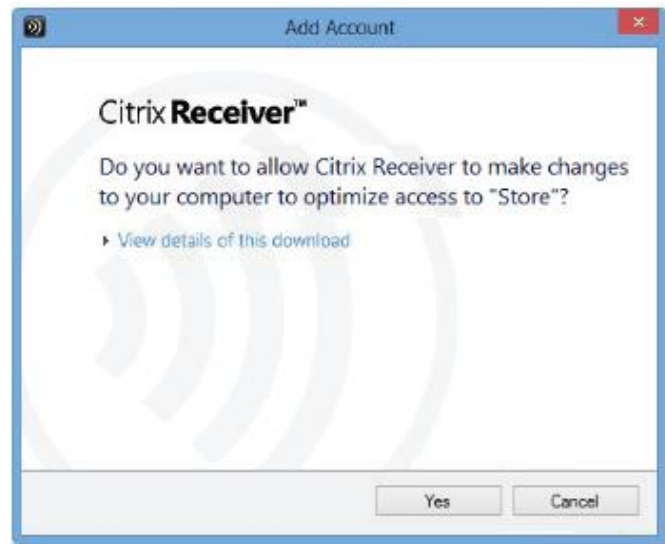 Add Account
Citrix Receiver™
Do you want to allow Citrix Receiver to make changes
to your computer to optimize access to "Store"?
View details of this download
Yes
Cancel